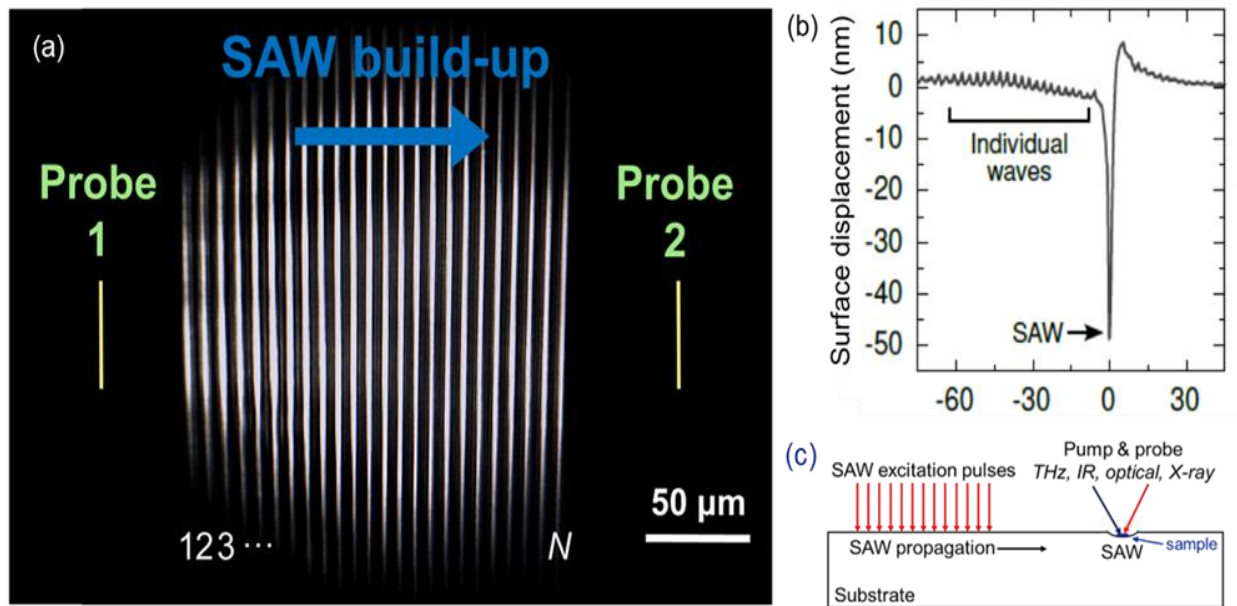 (a)
SAW build-up
Probe
1
Probe
2
50 μm
123 ···
N
(b)
Surface displacement (nm)
10
0
-10
-20
-30
-40
-50
Individual
waves
SAW
-60
-30
0
30
(c)
SAW excitation pulses
Pump & probe
THz, IR, optical, X-ray
SAW propagation
SAW
sample
Substrate